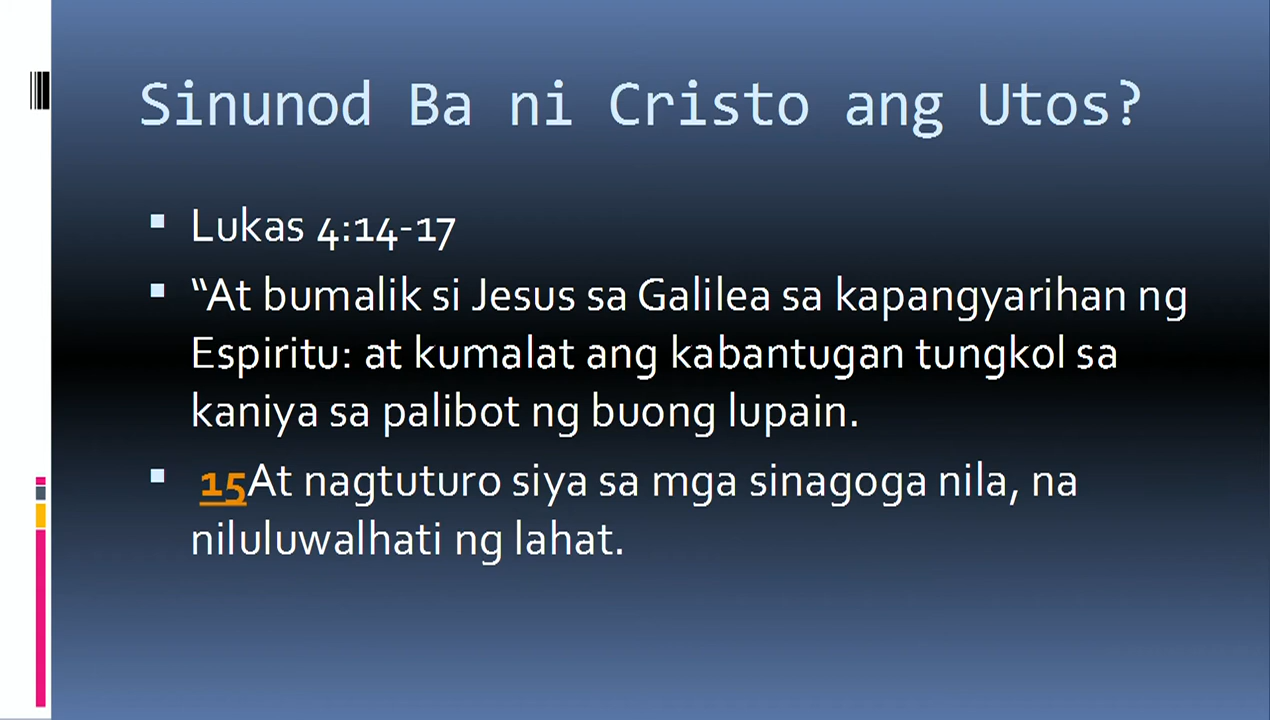 Sinunod Ba ni Cristo ang Utos?
Lukas 4:14-17
“At bumalik si Jesus sa Galilea sa kapangyarihan ng
Espiritu: at kumalat ang kabantugan tungkol sa
kaniya sa palibot ng buong lupain.
15At nagtuturo siya sa mga sinagoga nila, na
niluluwalhati ng lahat.